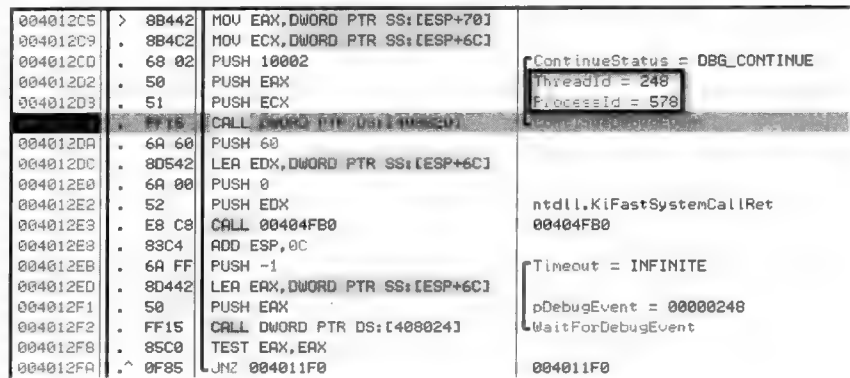 004012C5 > 8B442 MOV EAX,DWORD PTR SS:[ESP+70]
004012C9 . 8B4C2 MOV ECX,DWORD PTR SS:[ESP+6C]
004012CD . 68 02 PUSH 10002 ContinueStatus = DBG_CONTINUE
004012D2 . 50 PUSH EAX ThreadId = 248
004012D3 . 51 PUSH ECX ProcessId = 578
. FF15 CALL DWORD PTR DS:
004012DA . 6A 60 PUSH 60
004012DC . 8D542 LEA EDX,DWORD PTR SS:[ESP+6C]
004012E0 . 6A 00 PUSH 0
004012E2 . 52 PUSH EDX ntdll.KiFastSystemCallRet
004012E3 . E8 C8 CALL 00404FB0 00404FB0
004012E8 . 83C4 ADD ESP,0C
004012EB . 6A FF PUSH -1 Timeout = INFINITE
004012ED . 8D442 LEA EAX,DWORD PTR SS:[ESP+6C]
004012F1 . 50 PUSH EAX pDebugEvent = 00000248
004012F2 . FF15 CALL DWORD PTR DS:[408024] WaitForDebugEvent
004012F8 . 85C0 TEST EAX,EAX
004012FA .^ 0F85 JNZ 004011F0 004011F0